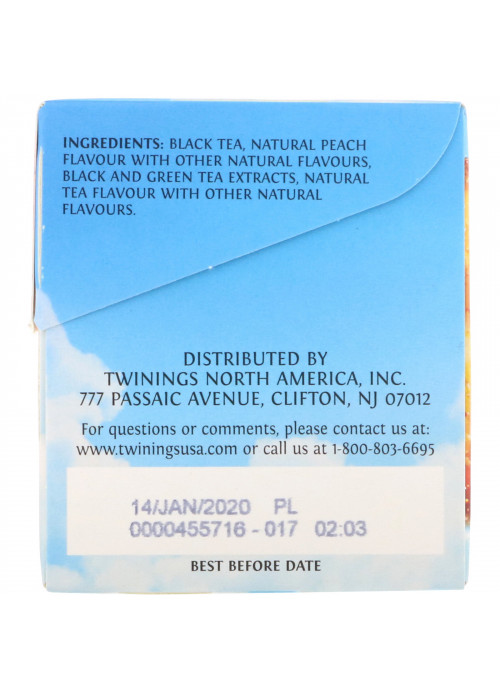 INGREDIENTS: BLACK TEA, NATURAL PEACH
FLAVOUR WITH OTHER NATURAL FLAVOURS,
BLACK AND GREEN TEA EXTRACTS, NATURAL
TEA FLAVOUR WITH OTHER NATURAL
FLAVOURS.
DISTRIBUTED BY
TWININGS NORTH AMERICA, INC.
777 PASSAIC AVENUE, CLIFTON, NJ 07012
For questions or comments, please contact us at:
www.twiningsusa.com or call us at 1-800-803-6695
14/JAN/2020 PL
0000455716 - 017 02:03
BEST BEFORE DATE